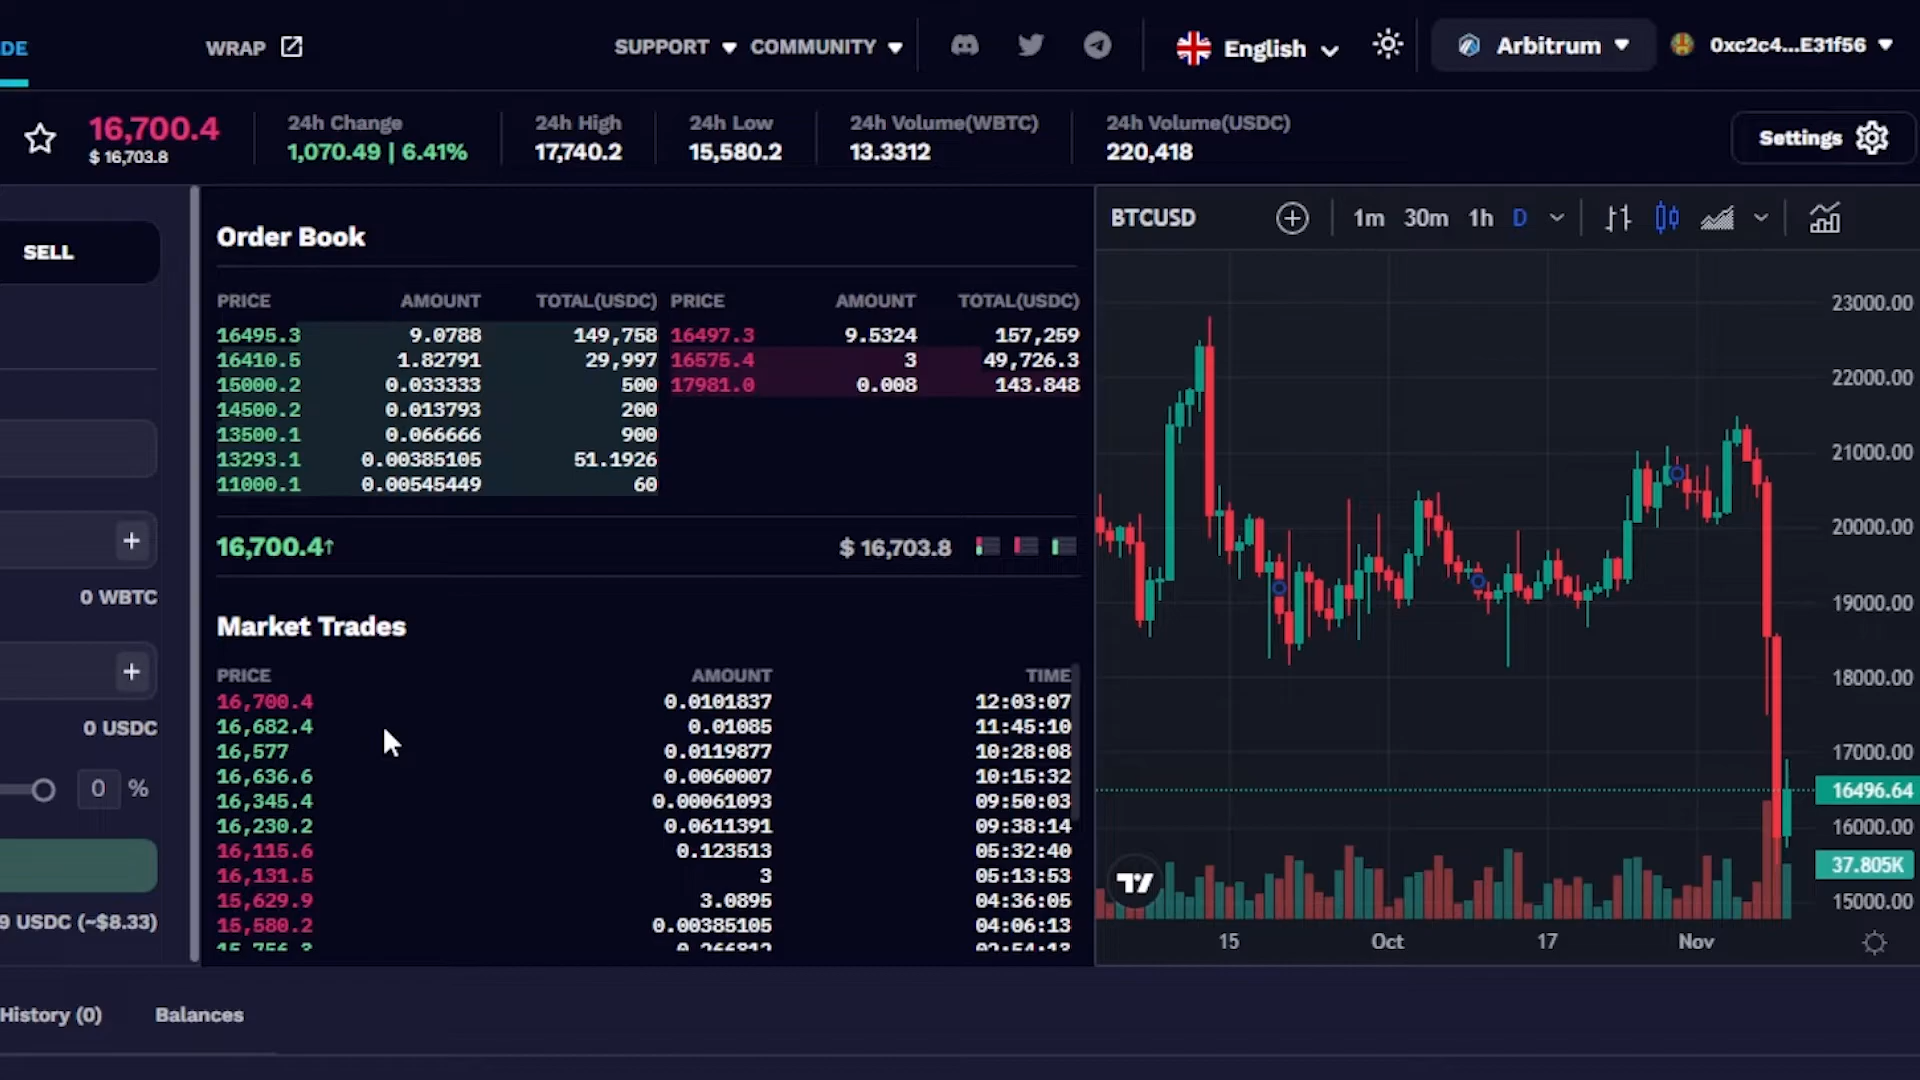 DE
WRAP
SUPPORT
COMMUNITY
English
Arbitrum
0xc2c4...E31f56
16,700.4
$ 16,703.8
24h Change
1,070.49 | 6.41%
24h High
17,740.2
24h Low
15,580.2
24h Volume(WBTC)
13.3312
24h Volume(USDC)
220,418
Settings
SELL
+
0 WBTC
+
0 USDC
0 %
9 USDC (~$8.33)
Order Book
PRICE AMOUNT TOTAL(USDC) PRICE AMOUNT TOTAL(USDC)
16495.3 9.0788 149,758 16497.3 9.5324 157,259
16410.5 1.82791 29,997 16575.4 3 49,726.3
15000.2 0.033333 500 17981.0 0.008 143.848
14500.2 0.013793 200
13500.1 0.066666 900
13293.1 0.00385105 51.1926
11000.1 0.00545449 60
16,700.4↑ $ 16,703.8
Market Trades
PRICE AMOUNT TIME
16,700.4 0.0101837 12:03:07
16,682.4 0.01085 11:45:10
16,577 0.0119877 10:28:08
16,636.6 0.0060007 10:15:32
16,345.4 0.00061093 09:50:03
16,230.2 0.0611391 09:38:14
16,115.6 0.123513 05:32:40
16,131.5 3 05:13:53
15,629.9 3.0895 04:36:05
15,580.2 0.00385105 04:06:13
15,756.3 0.266812 02:54:13
BTCUSD 1m 30m 1h D
23000.00
22000.00
21000.00
20000.00
19000.00
18000.00
17000.00
16496.64
16000.00
37.805K
15000.00
15 Oct 17 Nov
History (0) Balances